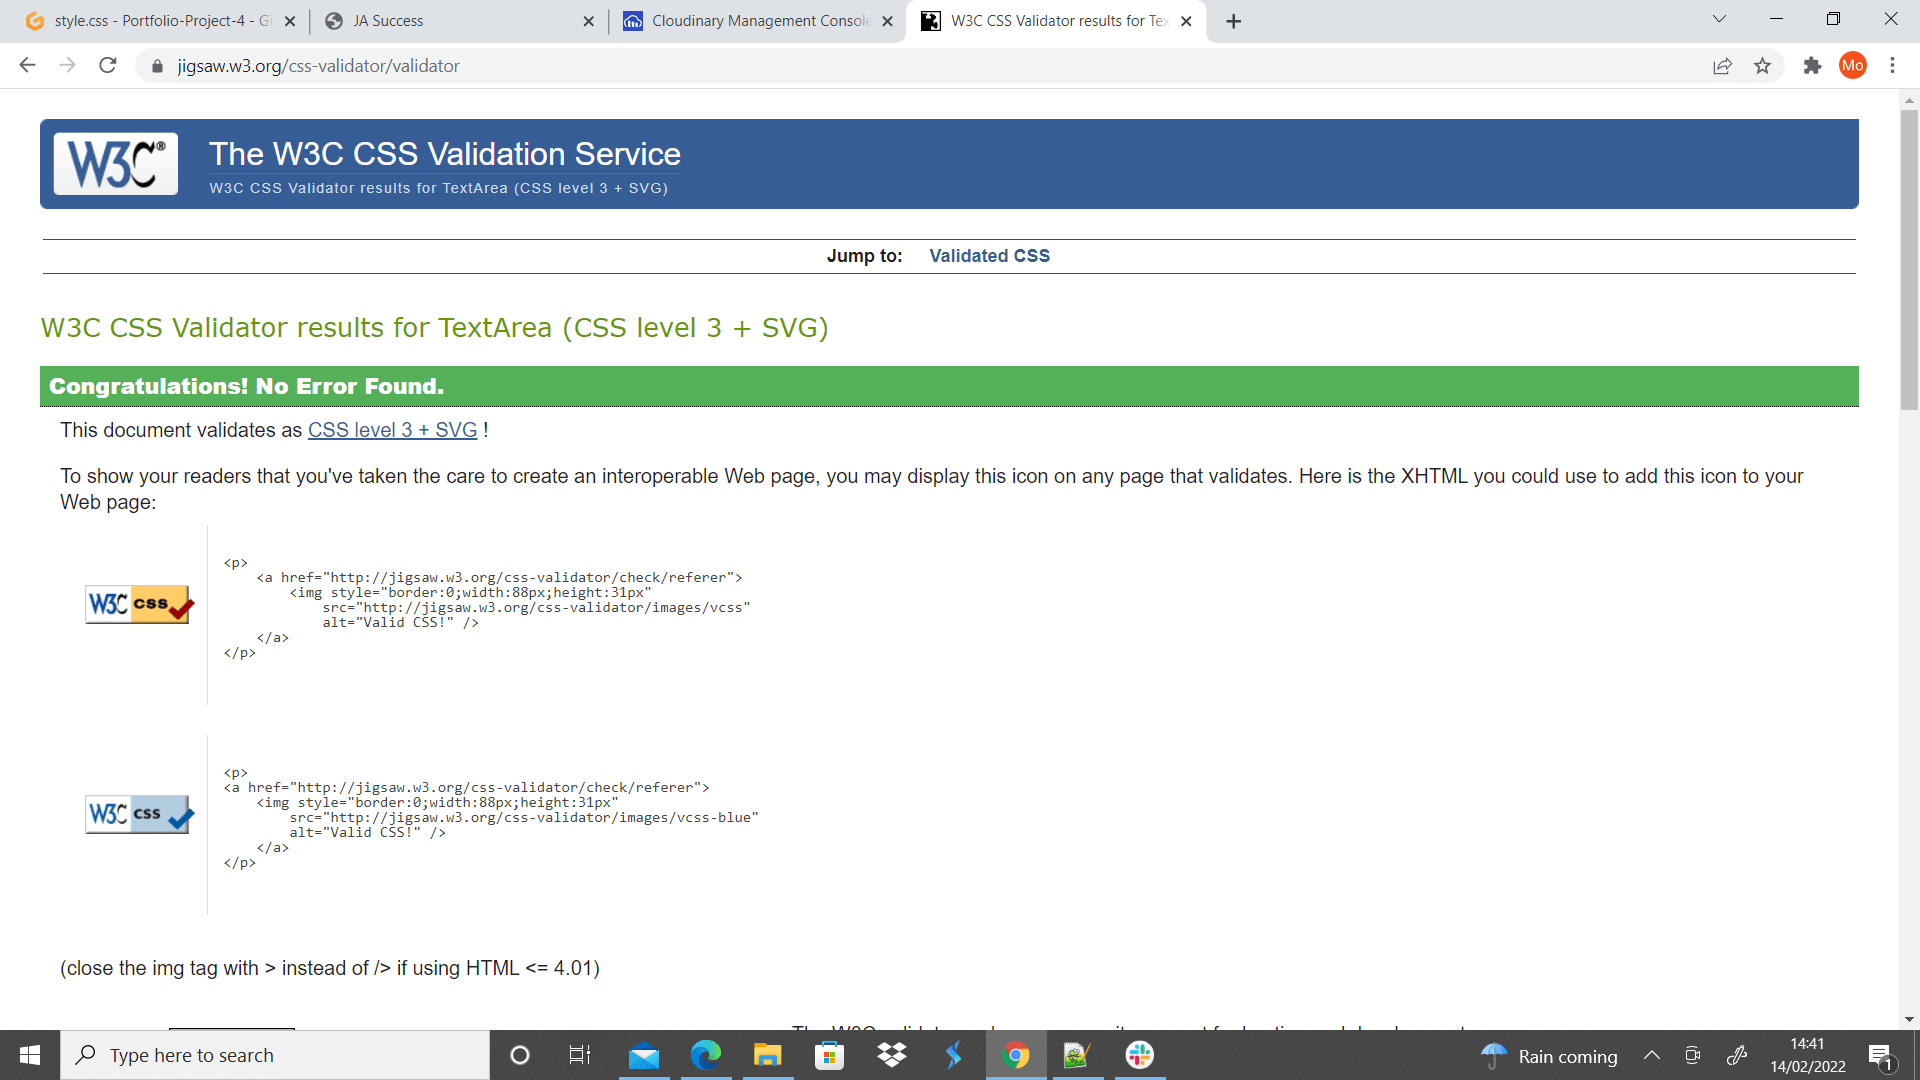 style.css - Portfolio-Project-4 - Gi
JA Success
Cloudinary Management Console
W3C CSS Validator results for Tex
jigsaw.w3.org/css-validator/validator
Mo
W3C®
The W3C CSS Validation Service
W3C CSS Validator results for TextArea (CSS level 3 + SVG)
Jump to: Validated CSS
W3C CSS Validator results for TextArea (CSS level 3 + SVG)
Congratulations! No Error Found.
This document validates as CSS level 3 + SVG !
To show your readers that you've taken the care to create an interoperable Web page, you may display this icon on any page that validates. Here is the XHTML you could use to add this icon to your
Web page:
W3C css
<p>
<a href="http://jigsaw.w3.org/css-validator/check/referer">
<img style="border:0;width:88px;height:31px"
src="http://jigsaw.w3.org/css-validator/images/vcss"
alt="Valid CSS!" />
</a>
</p>
W3C css
<p>
<a href="http://jigsaw.w3.org/css-validator/check/referer">
<img style="border:0;width:88px;height:31px"
src="http://jigsaw.w3.org/css-validator/images/vcss-blue"
alt="Valid CSS!" />
</a>
</p>
(close the img tag with > instead of /> if using HTML <= 4.01)
Type here to search
Rain coming
14:41
14/02/2022
1